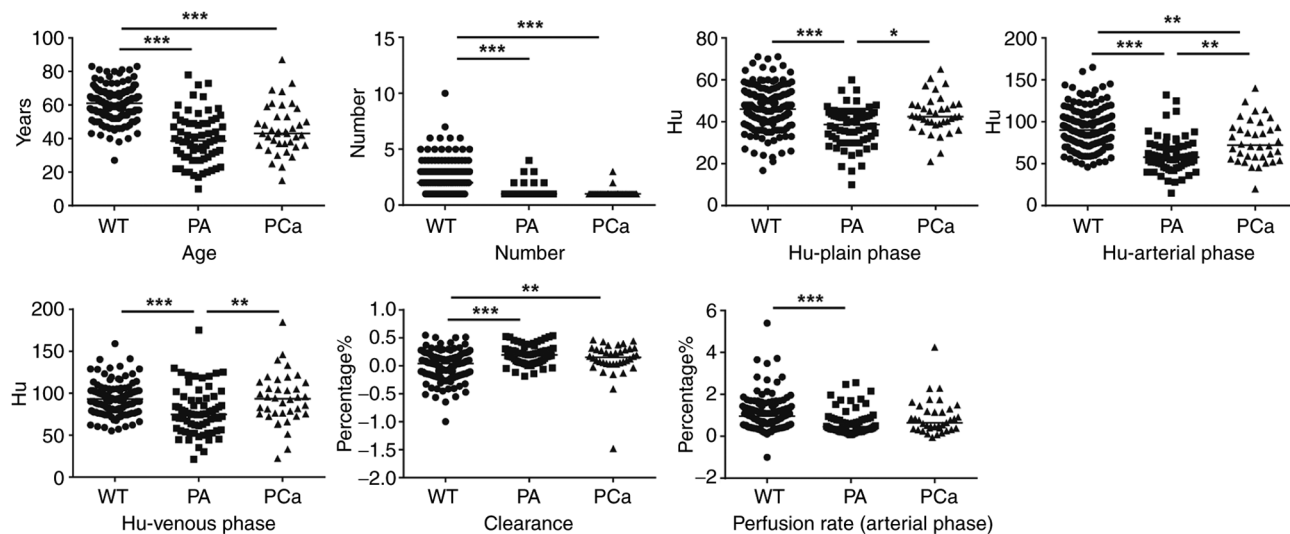 ***
***
100
80
60
40
20
0
Years
WT PA PCa
Age
***
***
15
10
5
0
Number
WT PA PCa
Number
*** *
80
60
40
20
0
Hu
WT PA PCa
Hu-plain phase
**
*** **
200
150
100
50
0
Hu
WT PA PCa
Hu-arterial phase
*** **
200
150
100
50
0
Hu
WT PA PCa
Hu-venous phase
**
***
1.0
0.5
0.0
−0.5
−1.0
−1.5
−2.0
Percentage%
WT PA PCa
Clearance
***
6
4
2
0
−2
Percentage%
WT PA PCa
Perfusion rate (arterial phase)